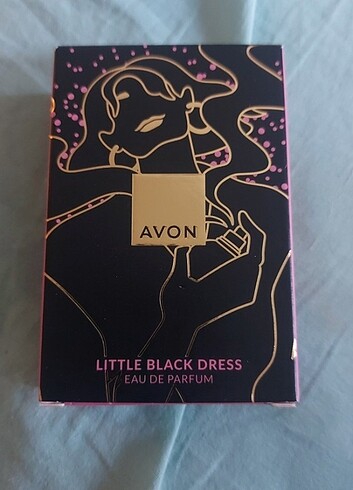 AVON
LITTLE BLACK DRESS
EAU DE PARFUM